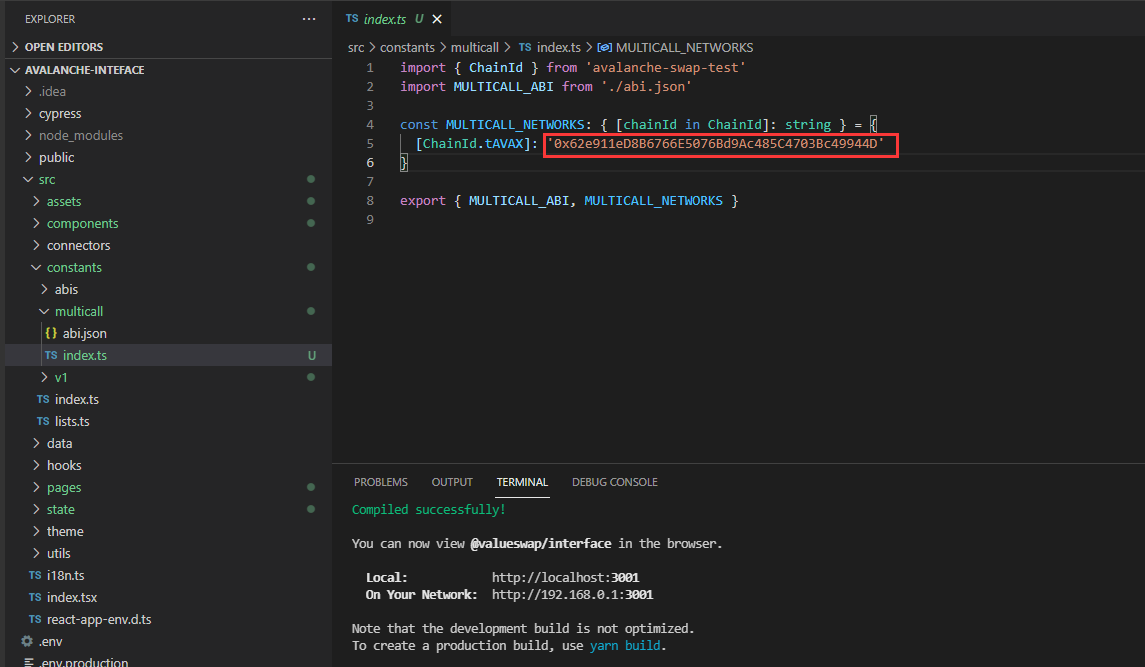 EXPLORER ···
OPEN EDITORS
AVALANCHE-INTEFACE
.idea
cypress
node_modules
public
src
assets
components
connectors
constants
abis
multicall
{} abi.json
TS index.ts U
v1
TS index.ts
TS lists.ts
data
hooks
pages
state
theme
utils
TS i18n.ts
TS index.tsx
TS react-app-env.d.ts
.env
.env.production
TS index.ts U ×
src > constants > multicall > TS index.ts > MULTICALL_NETWORKS
1 import { ChainId } from 'avalanche-swap-test'
2 import MULTICALL_ABI from './abi.json'
3
4 const MULTICALL_NETWORKS: { [chainId in ChainId]: string } = {
5 [ChainId.tAVAX]: '0x62e911eD8B6766E5076Bd9Ac485C4703Bc49944D'
6 }
7
8 export { MULTICALL_ABI, MULTICALL_NETWORKS }
9
PROBLEMS OUTPUT TERMINAL DEBUG CONSOLE
Compiled successfully!
You can now view @valueswap/interface in the browser.
Local: http://localhost:3001
On Your Network: http://192.168.0.1:3001
Note that the development build is not optimized.
To create a production build, use yarn build.